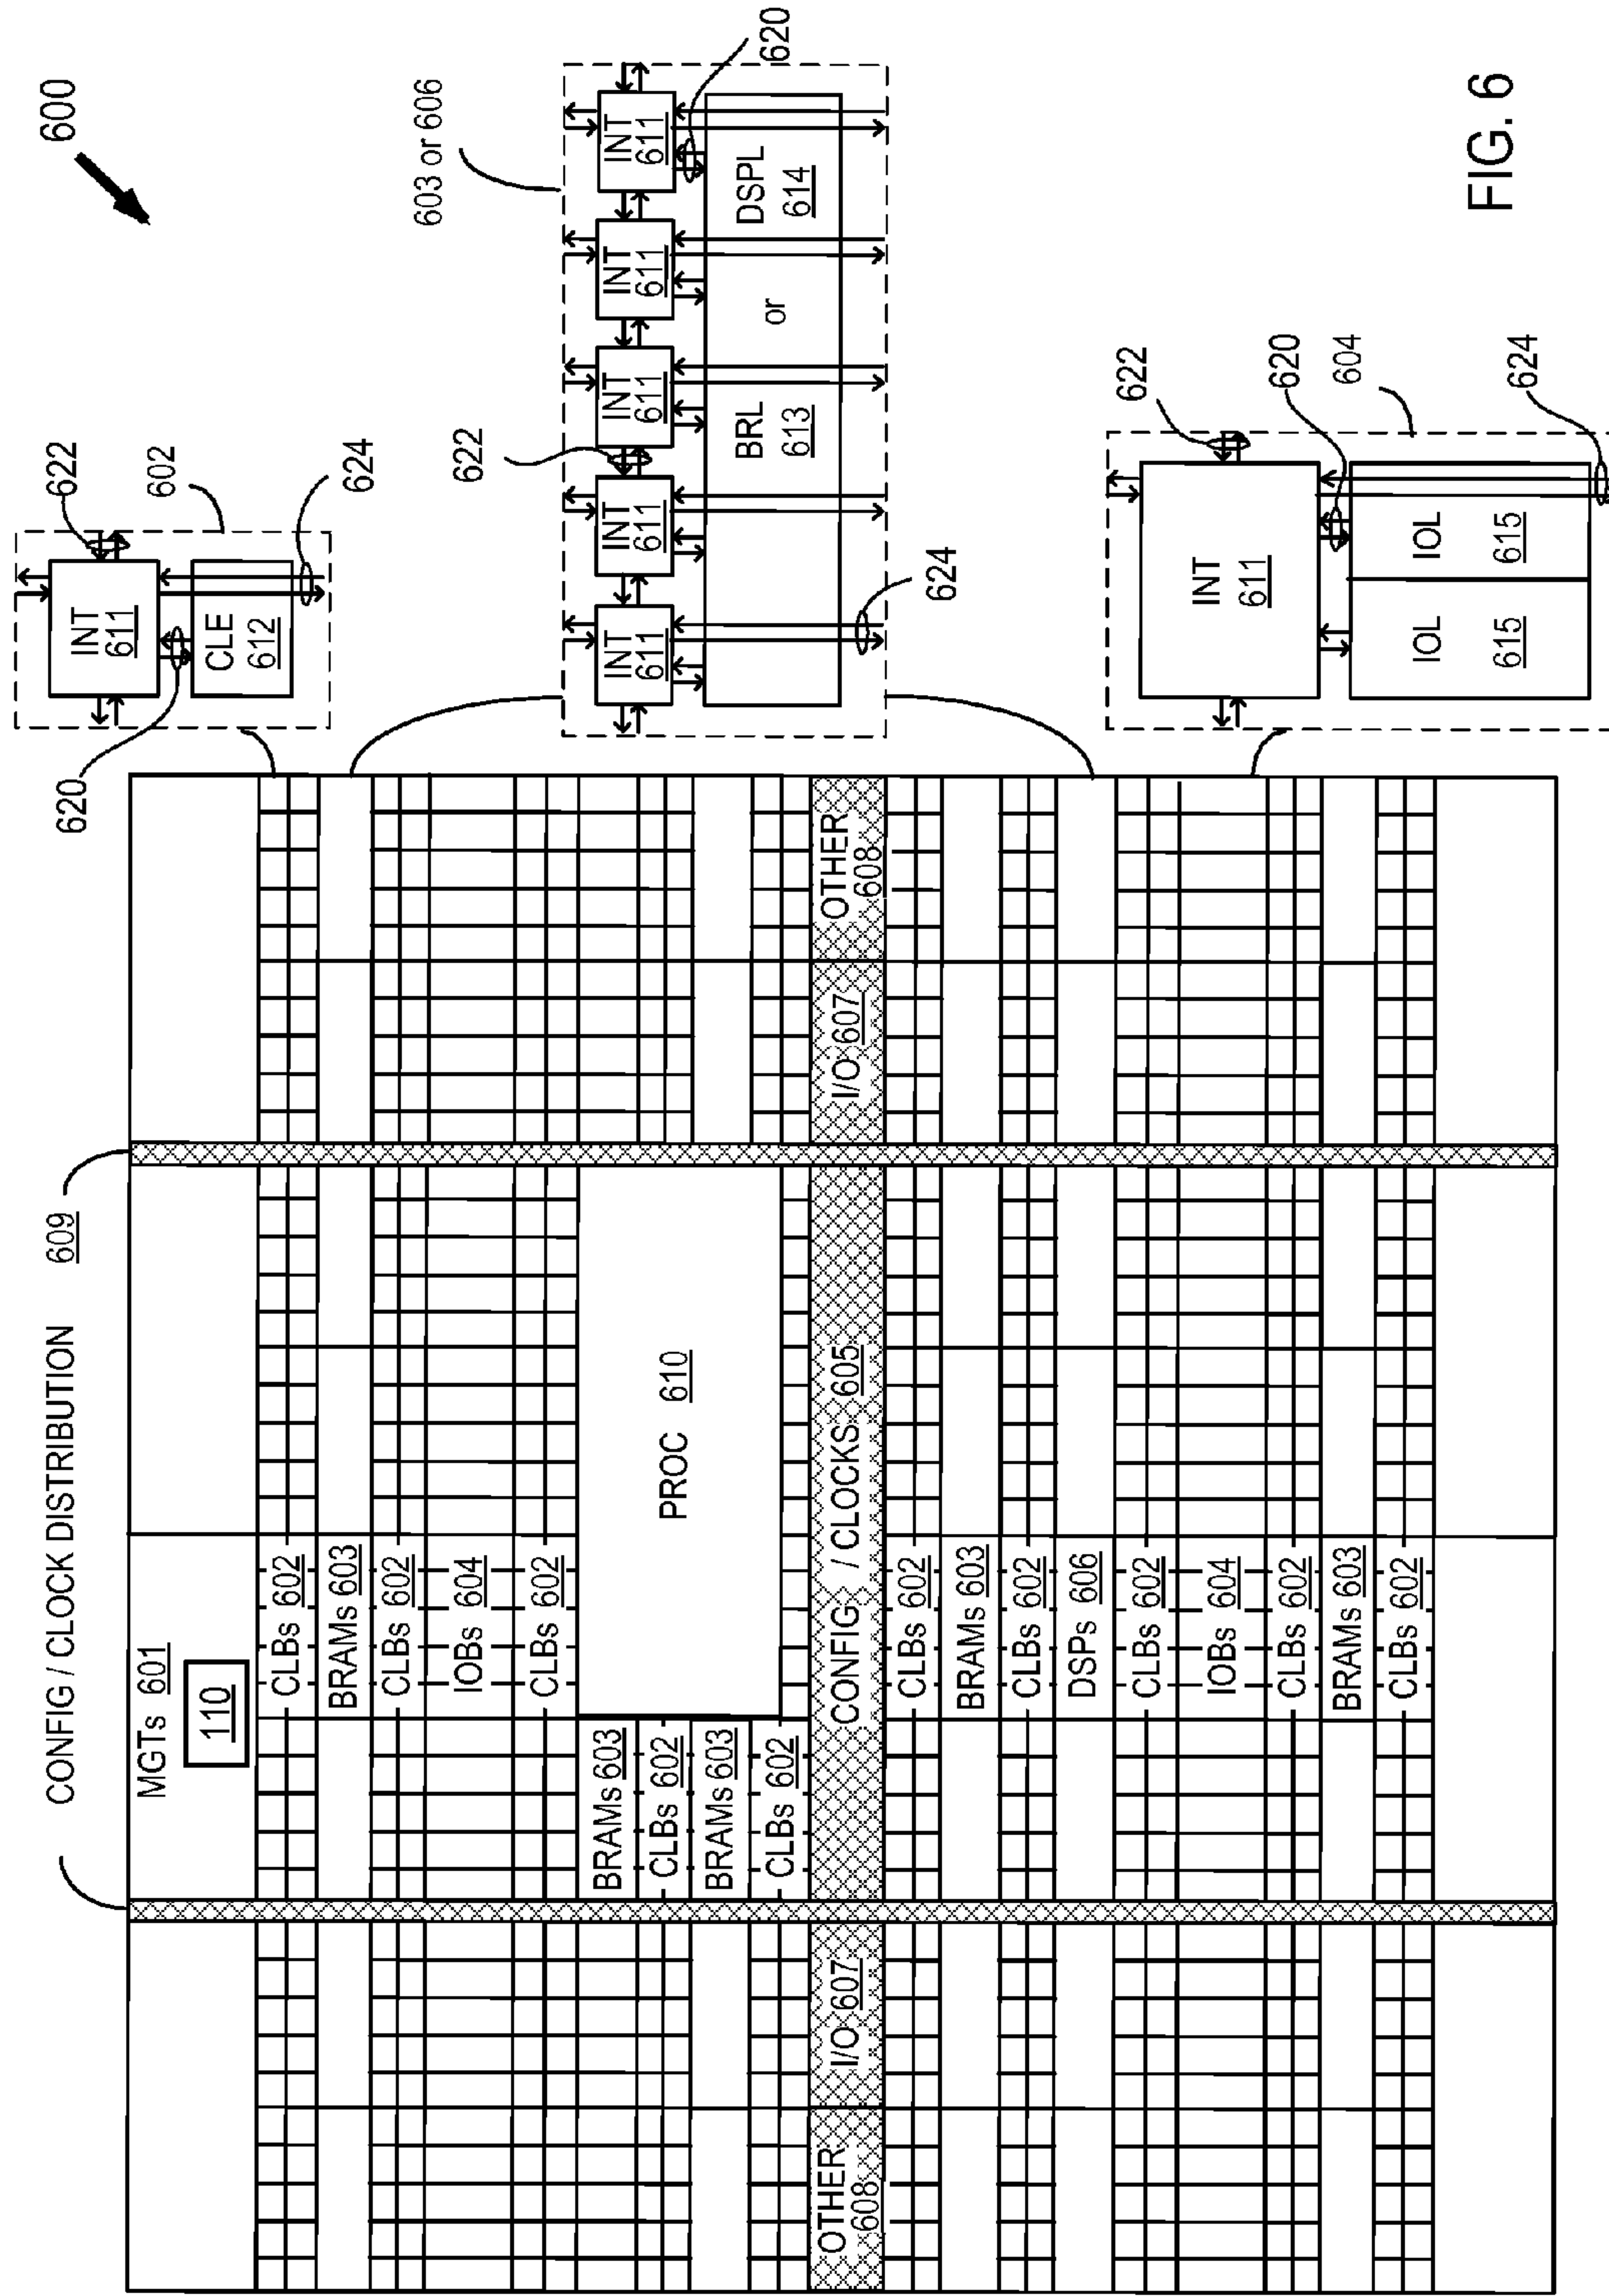 600
CONFIG / CLOCK DISTRIBUTION 609
MGTs 601
110
CLBs 602
BRAMs 603
CLBs 602
IOBs 604
CLBs 602
BRAMs 603
CLBs 602
BRAMs 603
CLBs 602
PROC 610
OTHER 608
I/O 607
CONFIG / CLOCKS 605
I/O 607
OTHER 608
CLBs 602
BRAMs 603
CLBs 602
DSPs 606
CLBs 602
IOBs 604
CLBs 602
BRAMs 603
CLBs 602
620
INT 611
CLE 612
622
602
624
603 or 606
INT 611
INT 611
INT 611
INT 611
INT 611
622
620
BRL 613
or
DSPL 614
624
INT 611
622
620
604
IOL 615
IOL 615
624
FIG. 6